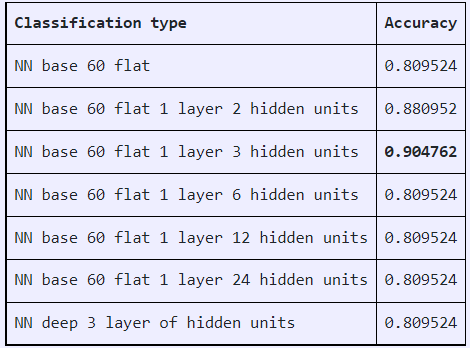 Classification type Accuracy
NN base 60 flat 0.809524
NN base 60 flat 1 layer 2 hidden units 0.880952
NN base 60 flat 1 layer 3 hidden units 0.904762
NN base 60 flat 1 layer 6 hidden units 0.809524
NN base 60 flat 1 layer 12 hidden units 0.809524
NN base 60 flat 1 layer 24 hidden units 0.809524
NN deep 3 layer of hidden units 0.809524